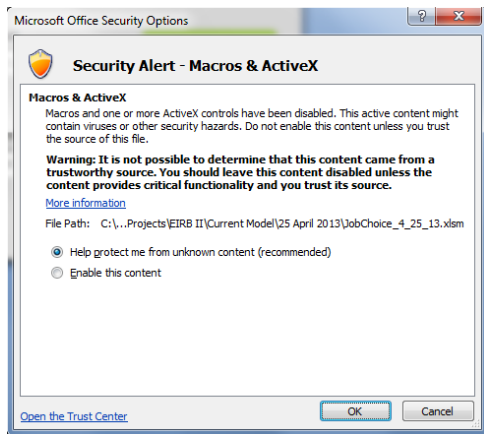 Microsoft Office Security Options
Security Alert - Macros & ActiveX
Macros & ActiveX
Macros and one or more ActiveX controls have been disabled. This active content might
contain viruses or other security hazards. Do not enable this content unless you trust
the source of this file.
Warning: It is not possible to determine that this content came from a
trustworthy source. You should leave this content disabled unless the
content provides critical functionality and you trust its source.
More information
File Path: C:\...Projects\EIRB II\Current Model\25 April 2013\JobChoice_4_25_13.xlsm
Help protect me from unknown content (recommended)
Enable this content
Open the Trust Center
OK
Cancel